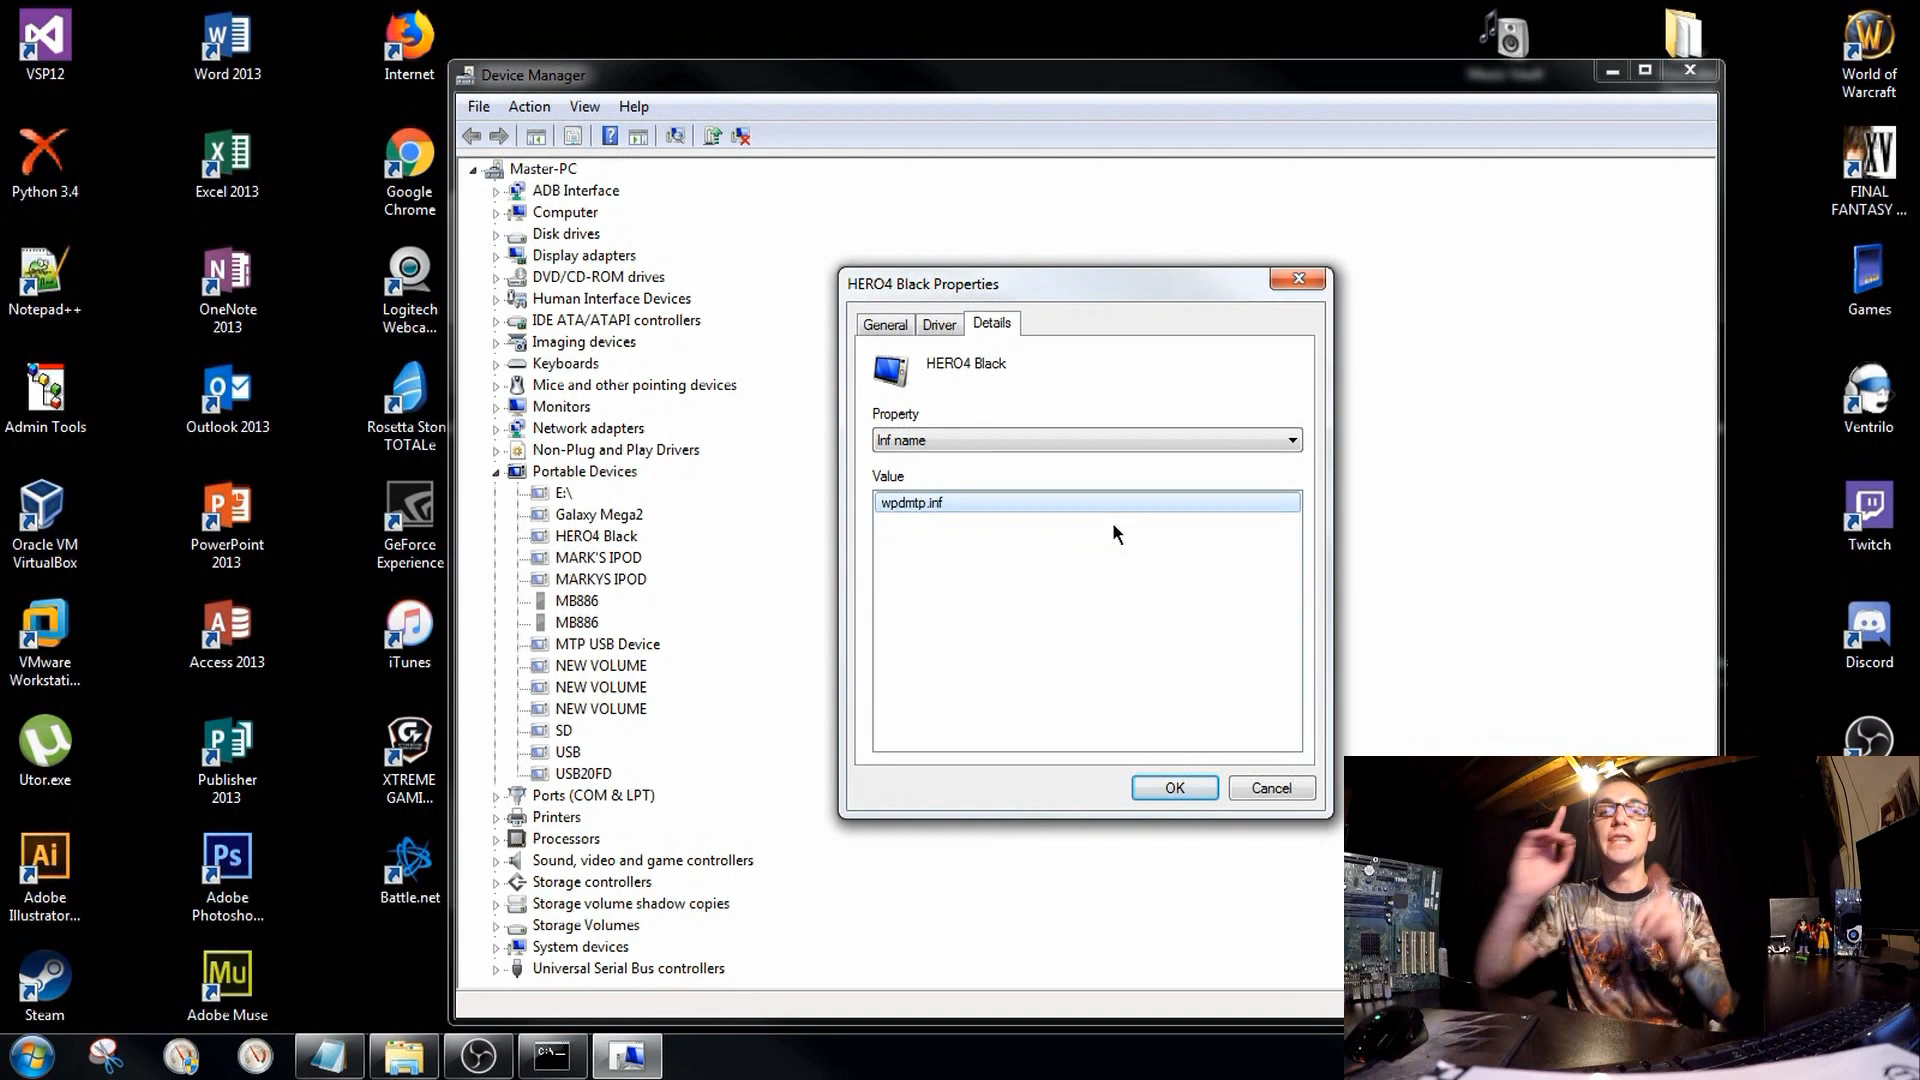 VSP12
Word 2013
Internet
Python 3.4
Excel 2013
Google
Chrome
Notepad++
OneNote
2013
Logitech
Webca...
Admin Tools
Outlook 2013
Rosetta Ston
TOTALe
Oracle VM
VirtualBox
PowerPoint
2013
GeForce
Experience
VMware
Workstati...
Access 2013
iTunes
Utor.exe
Publisher
2013
XTREME
GAMI...
Adobe
Illustrator...
Adobe
Photosho...
Battle.net
Steam
Adobe Muse
Device Manager
File Action View Help
Master-PC
ADB Interface
Computer
Disk drives
Display adapters
DVD/CD-ROM drives
Human Interface Devices
IDE ATA/ATAPI controllers
Imaging devices
Keyboards
Mice and other pointing devices
Monitors
Network adapters
Non-Plug and Play Drivers
Portable Devices
E:\
Galaxy Mega2
HERO4 Black
MARK'S IPOD
MARKYS IPOD
MB886
MB886
MTP USB Device
NEW VOLUME
NEW VOLUME
NEW VOLUME
SD
USB
USB20FD
Ports (COM & LPT)
Printers
Processors
Sound, video and game controllers
Storage controllers
Storage volume shadow copies
Storage Volumes
System devices
Universal Serial Bus controllers
HERO4 Black Properties
General Driver Details
HERO4 Black
Property
Inf name
Value
wpdmtp.inf
OK Cancel
World of
Warcraft
FINAL
FANTASY ...
Games
Ventrilo
Twitch
Discord